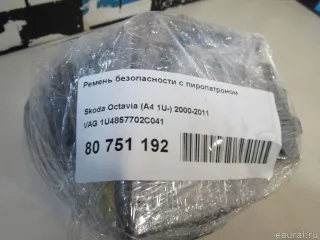 Ремень безопасности с пиропатроном
Skoda Octavia (A4 1U-) 2000-2011
VAG 1U4857702C041
80 751 192
eaural.ru